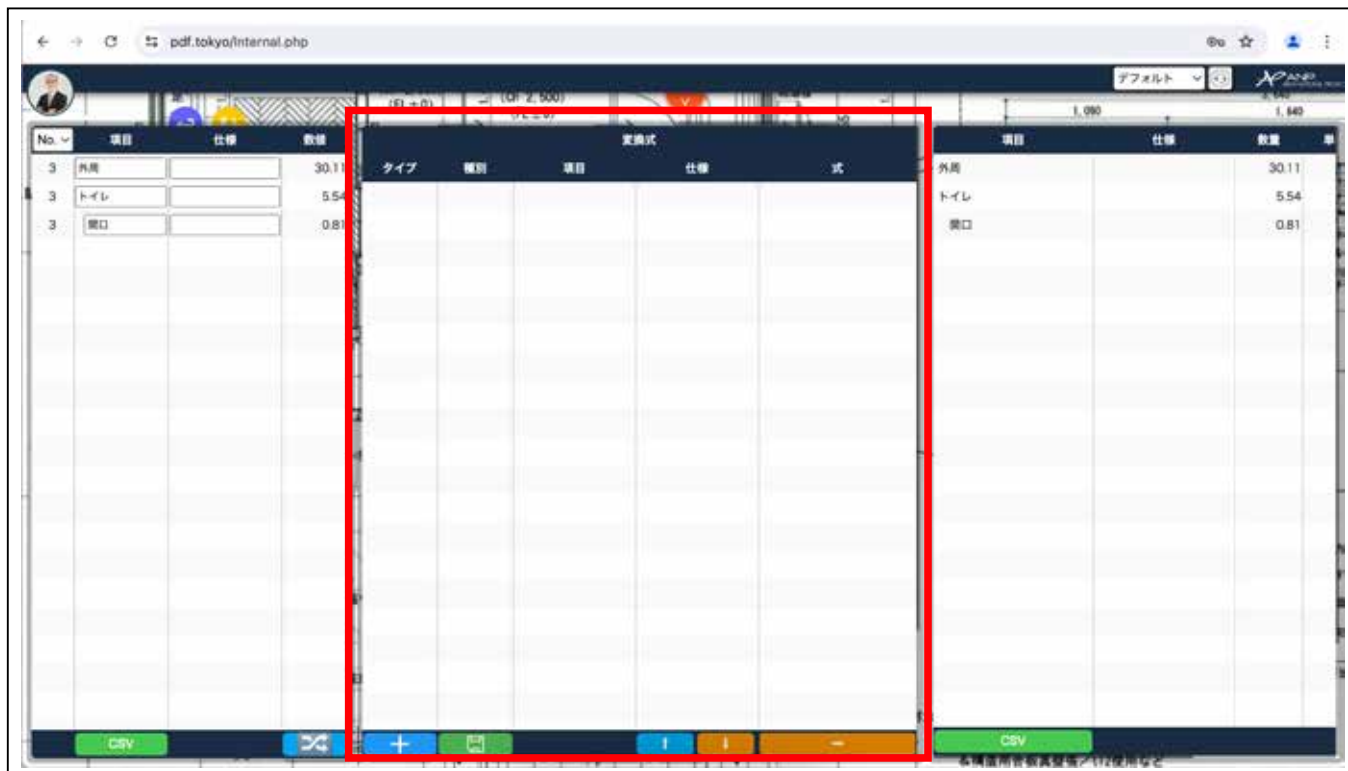 pdf.tokyo/Internal.php
デフォルト
1,090
1,640
No. 項目 仕様 数値
3 外周 30.11
3 トイレ 5.54
3 開口 0.81
CSV
変換式
タイプ 種別 項目 仕様 式
項目 仕様 数量 単
外周 30.11
トイレ 5.54
開口 0.81
CSV